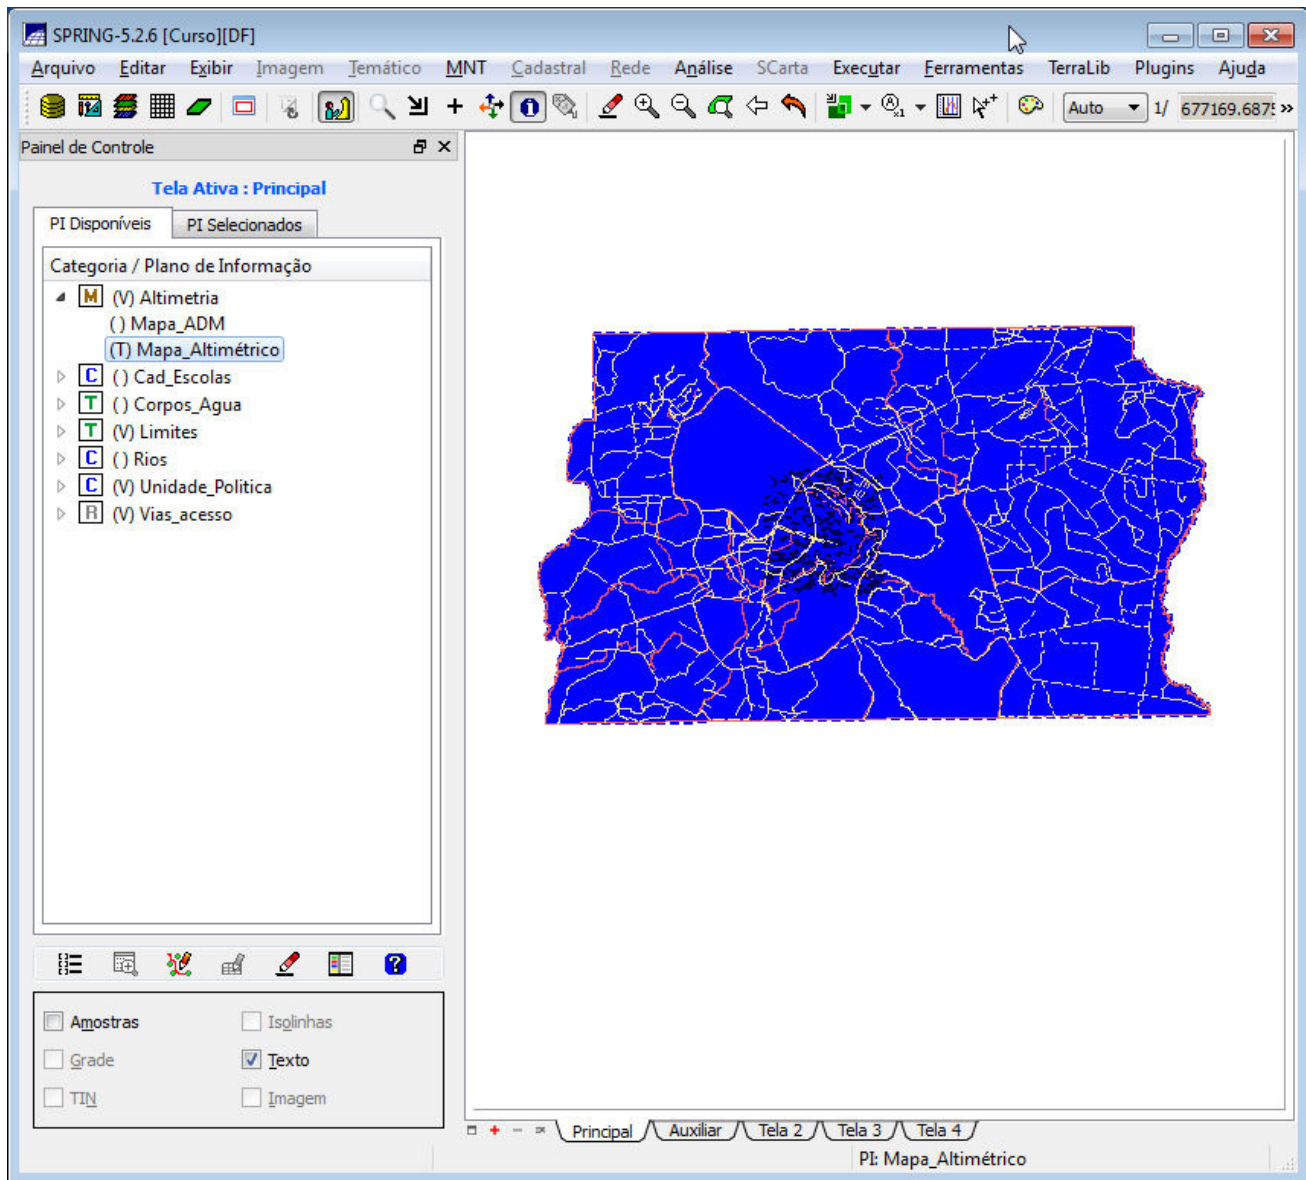 SPRING-5.2.6 [Curso][DF]
Arquivo Editar Exibir Imagem Temático MNT Cadastral Rede Análise SCarta Executar Ferramentas TerraLib Plugins Ajuda
Auto 1/ 677169.687
Painel de Controle
Tela Ativa : Principal
PI Disponíveis PI Selecionados
Categoria / Plano de Informação
M (V) Altimetria
( ) Mapa_ADM
(T) Mapa_Altimétrico
C ( ) Cad_Escolas
T ( ) Corpos_Agua
T (V) Limites
C ( ) Rios
C (V) Unidade_Politica
R (V) Vias_acesso
Amostras Isolinhas
Grade Texto
TIN Imagem
Principal Auxiliar Tela 2 Tela 3 Tela 4
PI: Mapa_Altimétrico